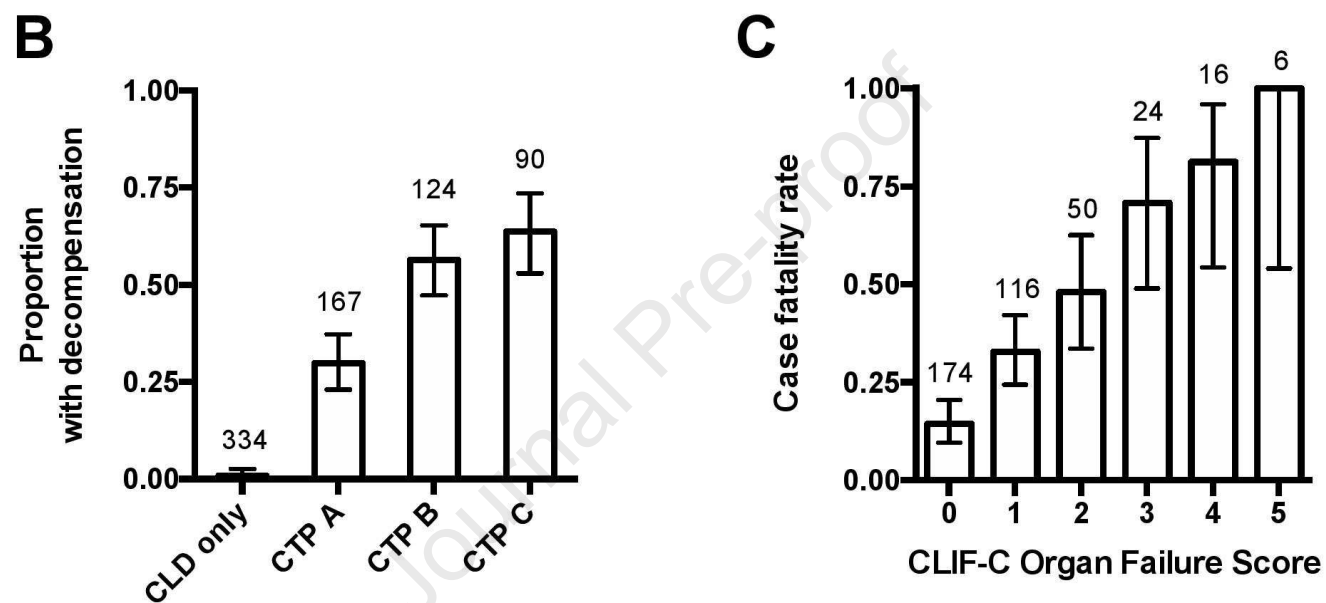 B
Proportion
with decompensation
1.00
0.75
0.50
0.25
0.00
334
167
124
90
CLD only
CTP A
CTP B
CTP C
C
Case fatality rate
1.00
0.75
0.50
0.25
0.00
174
116
50
24
16
6
0 1 2 3 4 5
CLIF-C Organ Failure Score
Journal Pre-proof